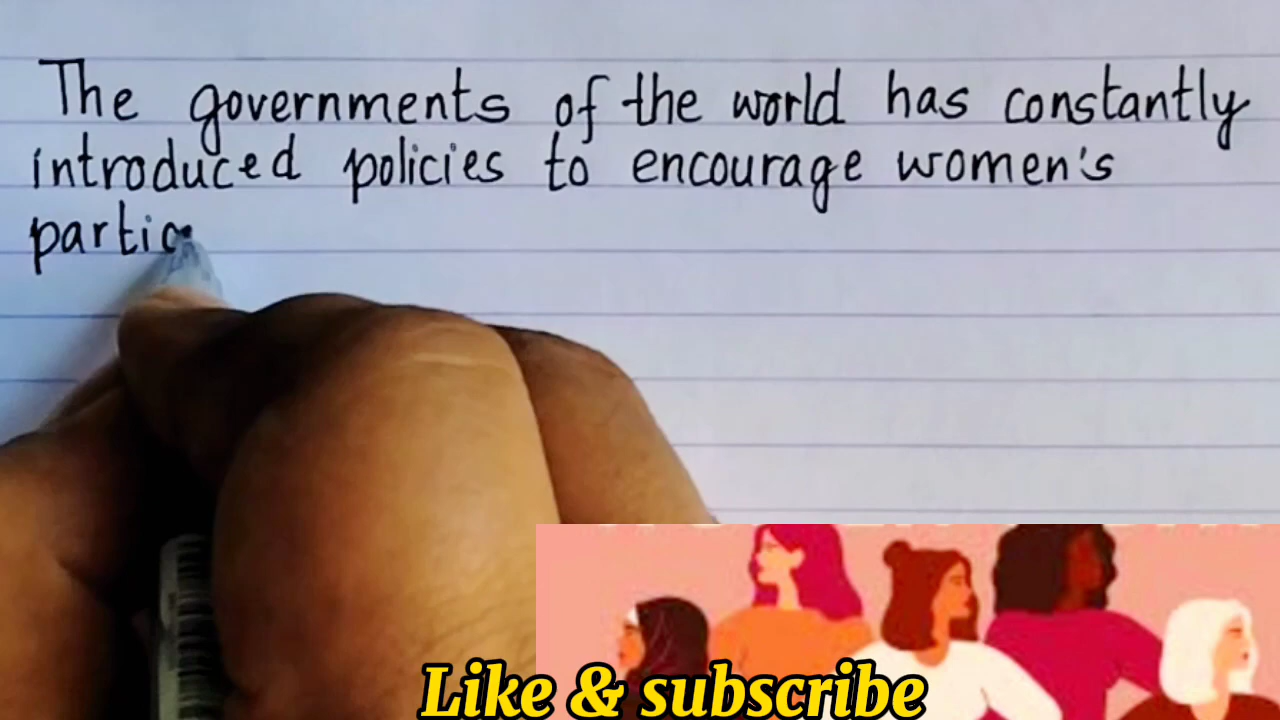 The governments of the world has constantly
introduced policies to encourage women's
partic
Like & subscribe